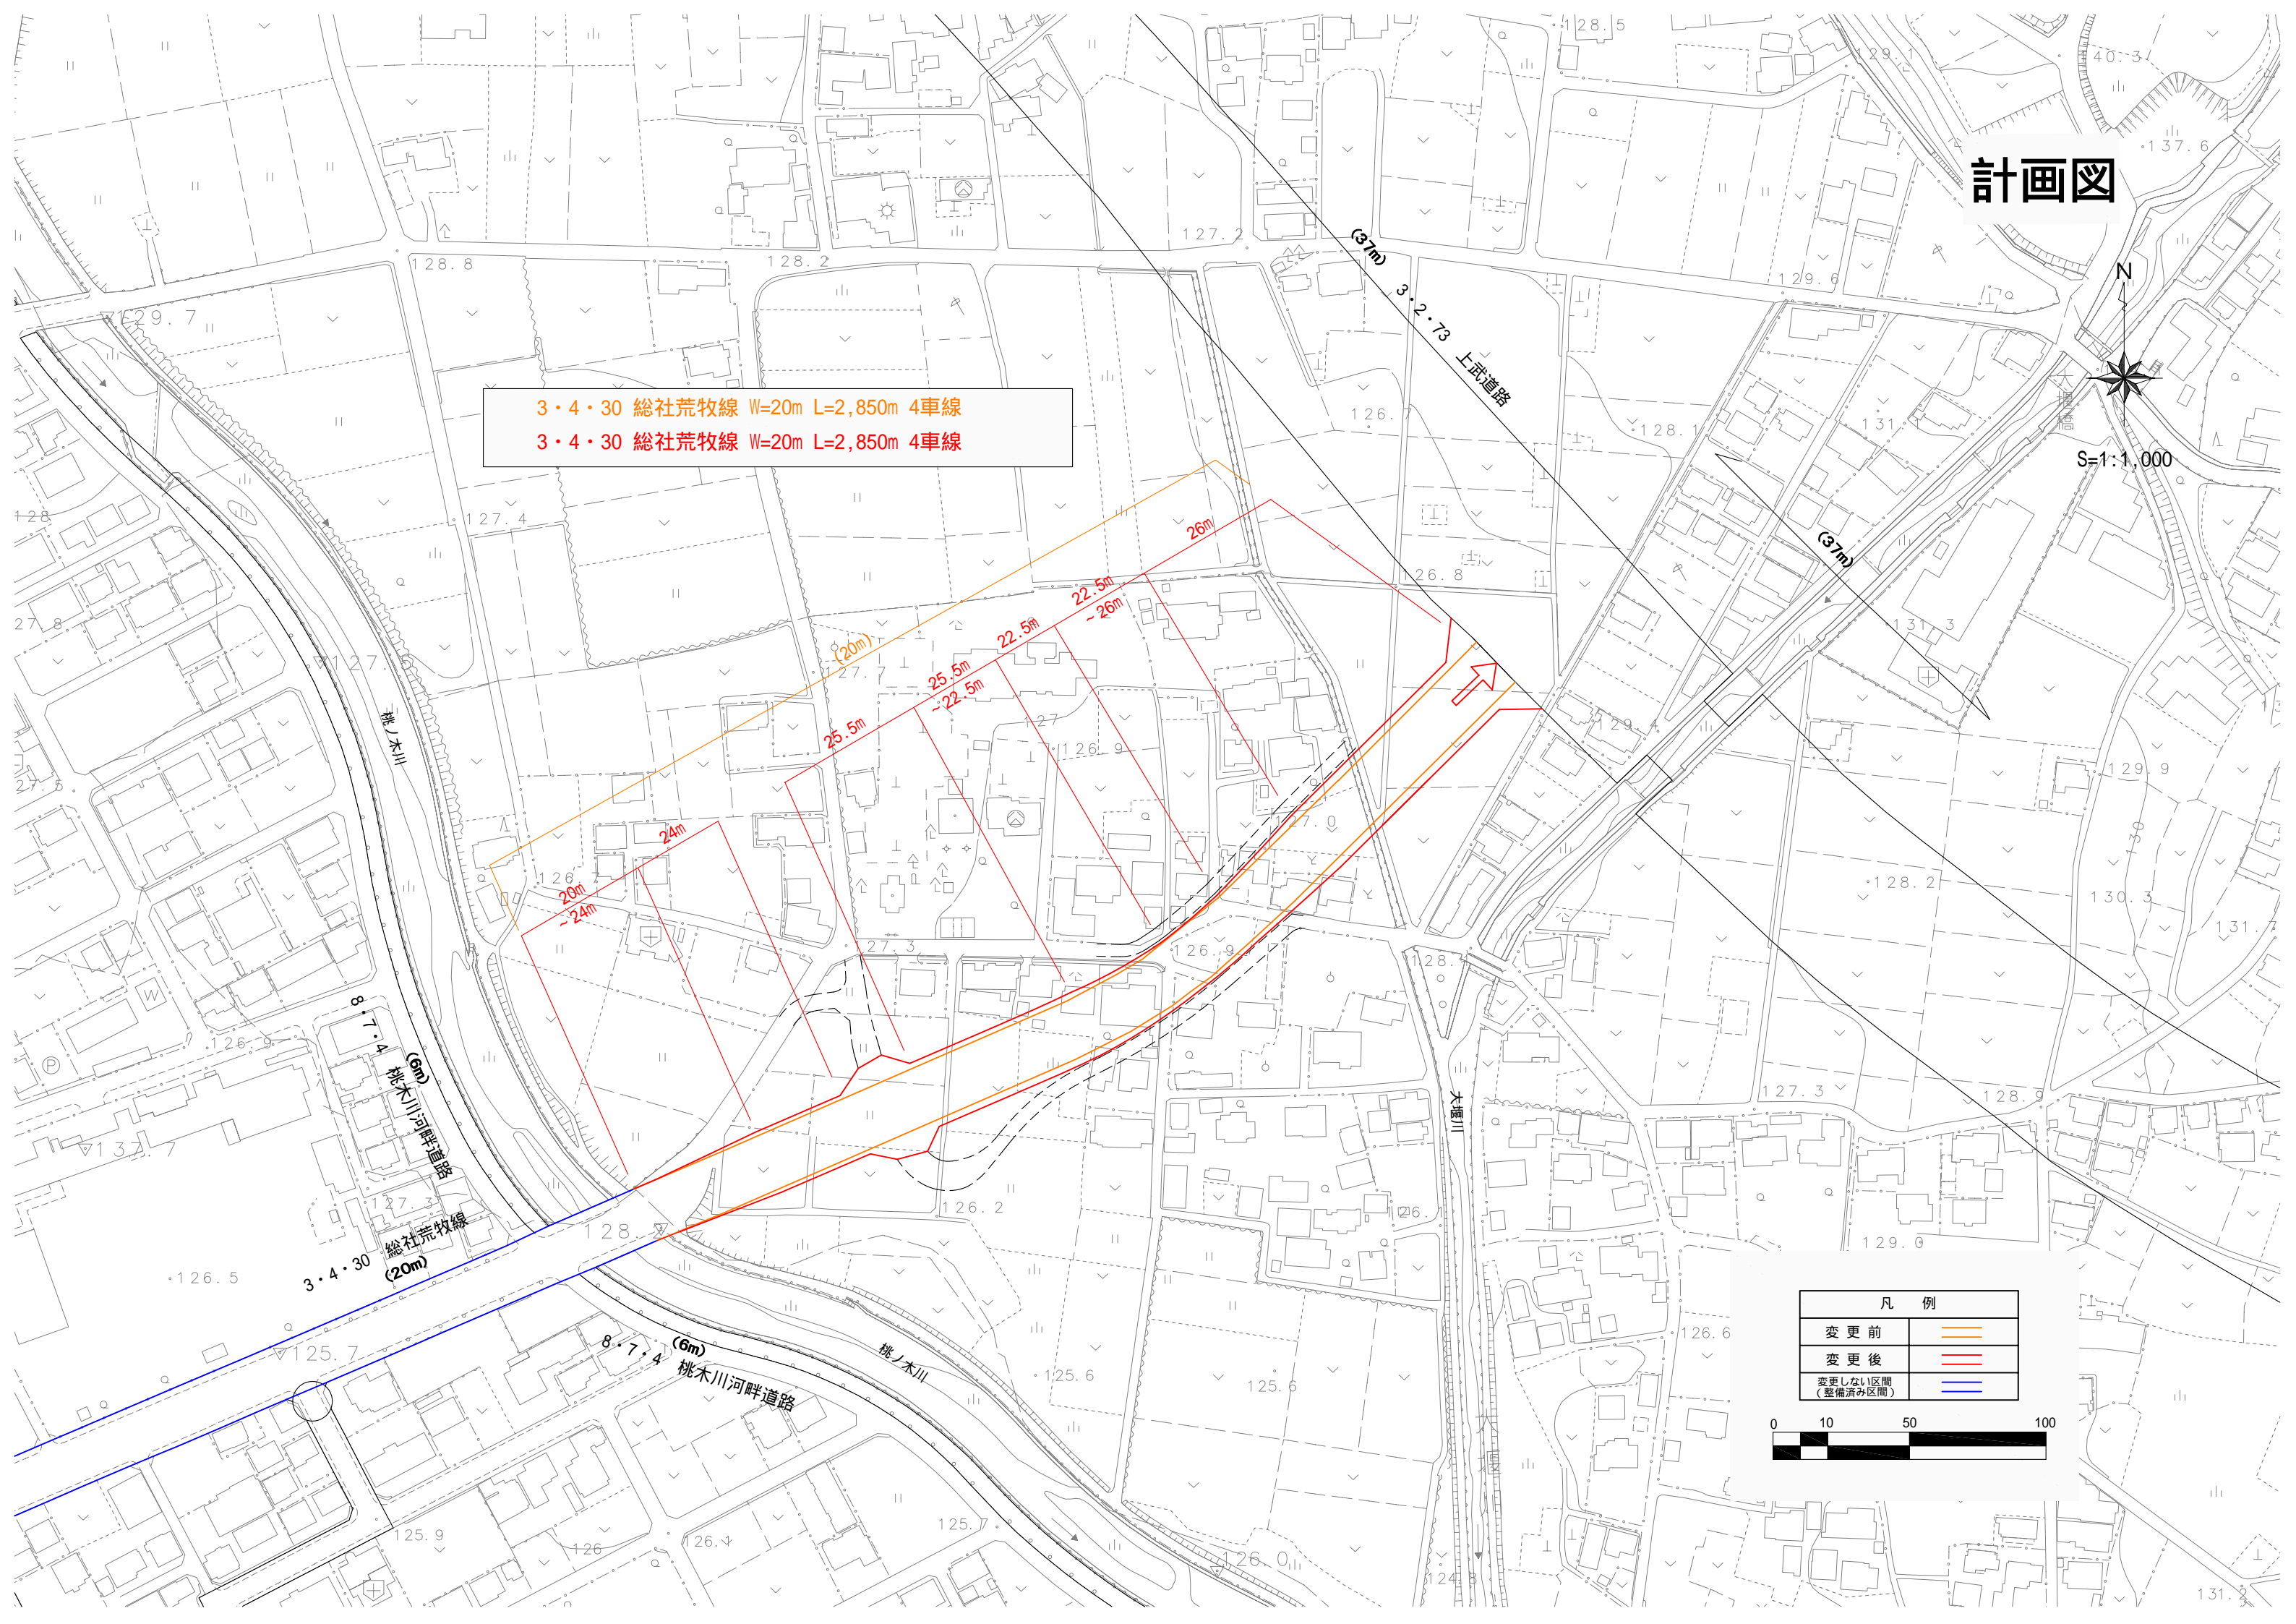 計画図
N
S=1:1,000
3・4・30 総社荒牧線 W=20m L=2,850m 4車線
3・4・30 総社荒牧線 W=20m L=2,850m 4車線
(37m)
3・2・73 上武道路
(37m)
(20m)
26m
22.5m
~26m
22.5m
25.5m
~22.5m
25.5m
24m
20m
~24m
桃ノ木川
8・7・4 桃木川河畔道路
(6m)
3・4・30 総社荒牧線
(20m)
8・7・4 桃木川河畔道路
(6m)
桃ノ木川
大堰川
凡 例
変更前
変更後
変更しない区間
(整備済み区間)
0 10 50 100
128.5
129.1
137.6
127.2
128.8
128.2
129.7
129.6
126.7
128.1
127.4
128
126.8
127.7
127
126.9
129.4
129.9
127.0
128.2
130
130.3
131.7
126.9
126.9
137.7
127.3
128.9
127.3
126.2
126.5
129.0
125.7
126.6
125.6
125.6
125.9
126
126.1
125.7
126.0
124.8
131.2